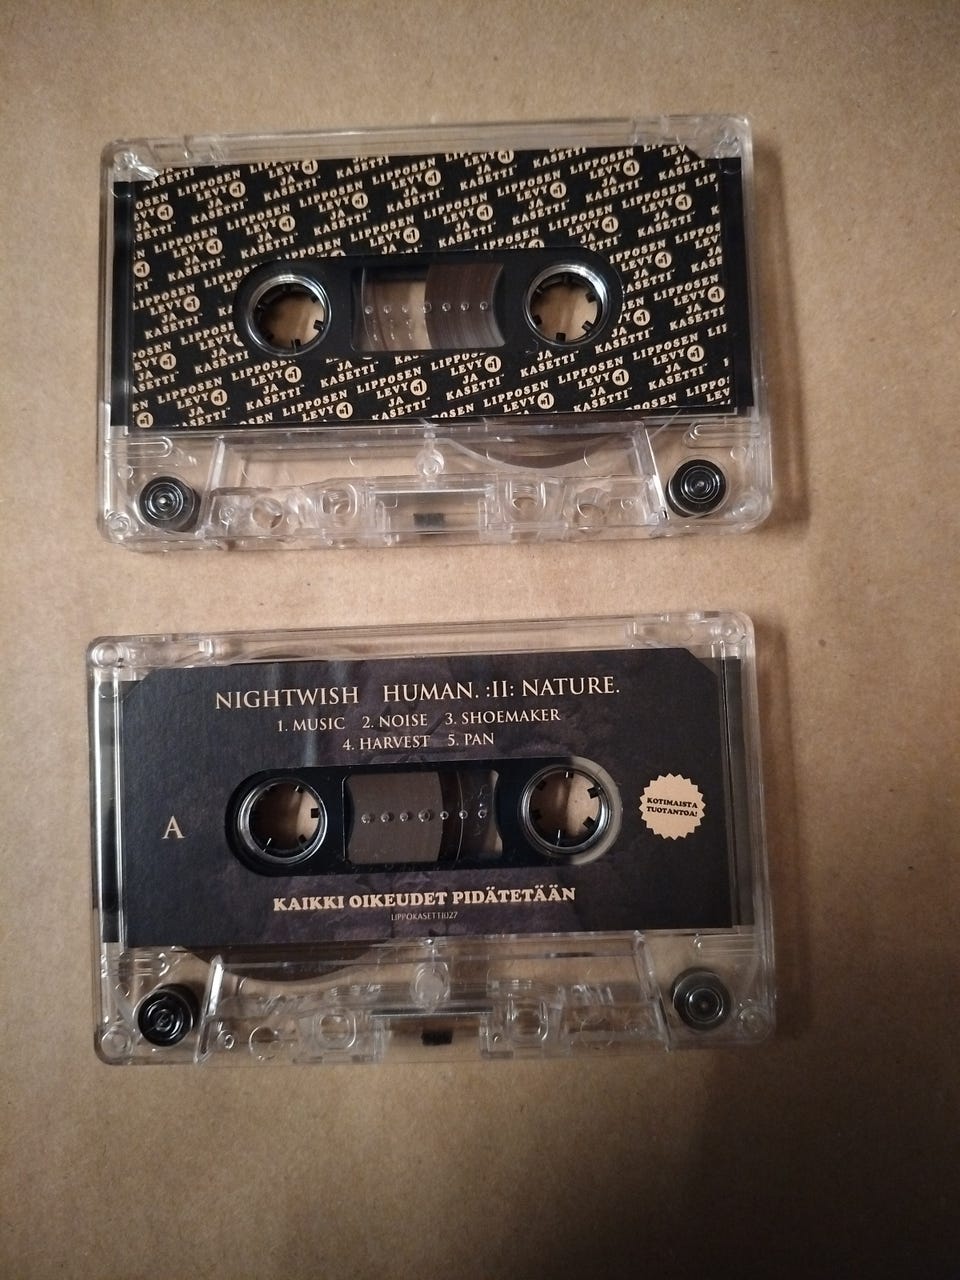 LIPPOSEN
LEVY #1
JA
KASETTI
NIGHTWISH HUMAN. :II: NATURE.
1. MUSIC 2. NOISE 3. SHOEMAKER
4. HARVEST 5. PAN
A
KOTIMAISTA
TUOTANTOA!
KAIKKI OIKEUDET PIDÄTETÄÄN
LIPPOKASETTI027